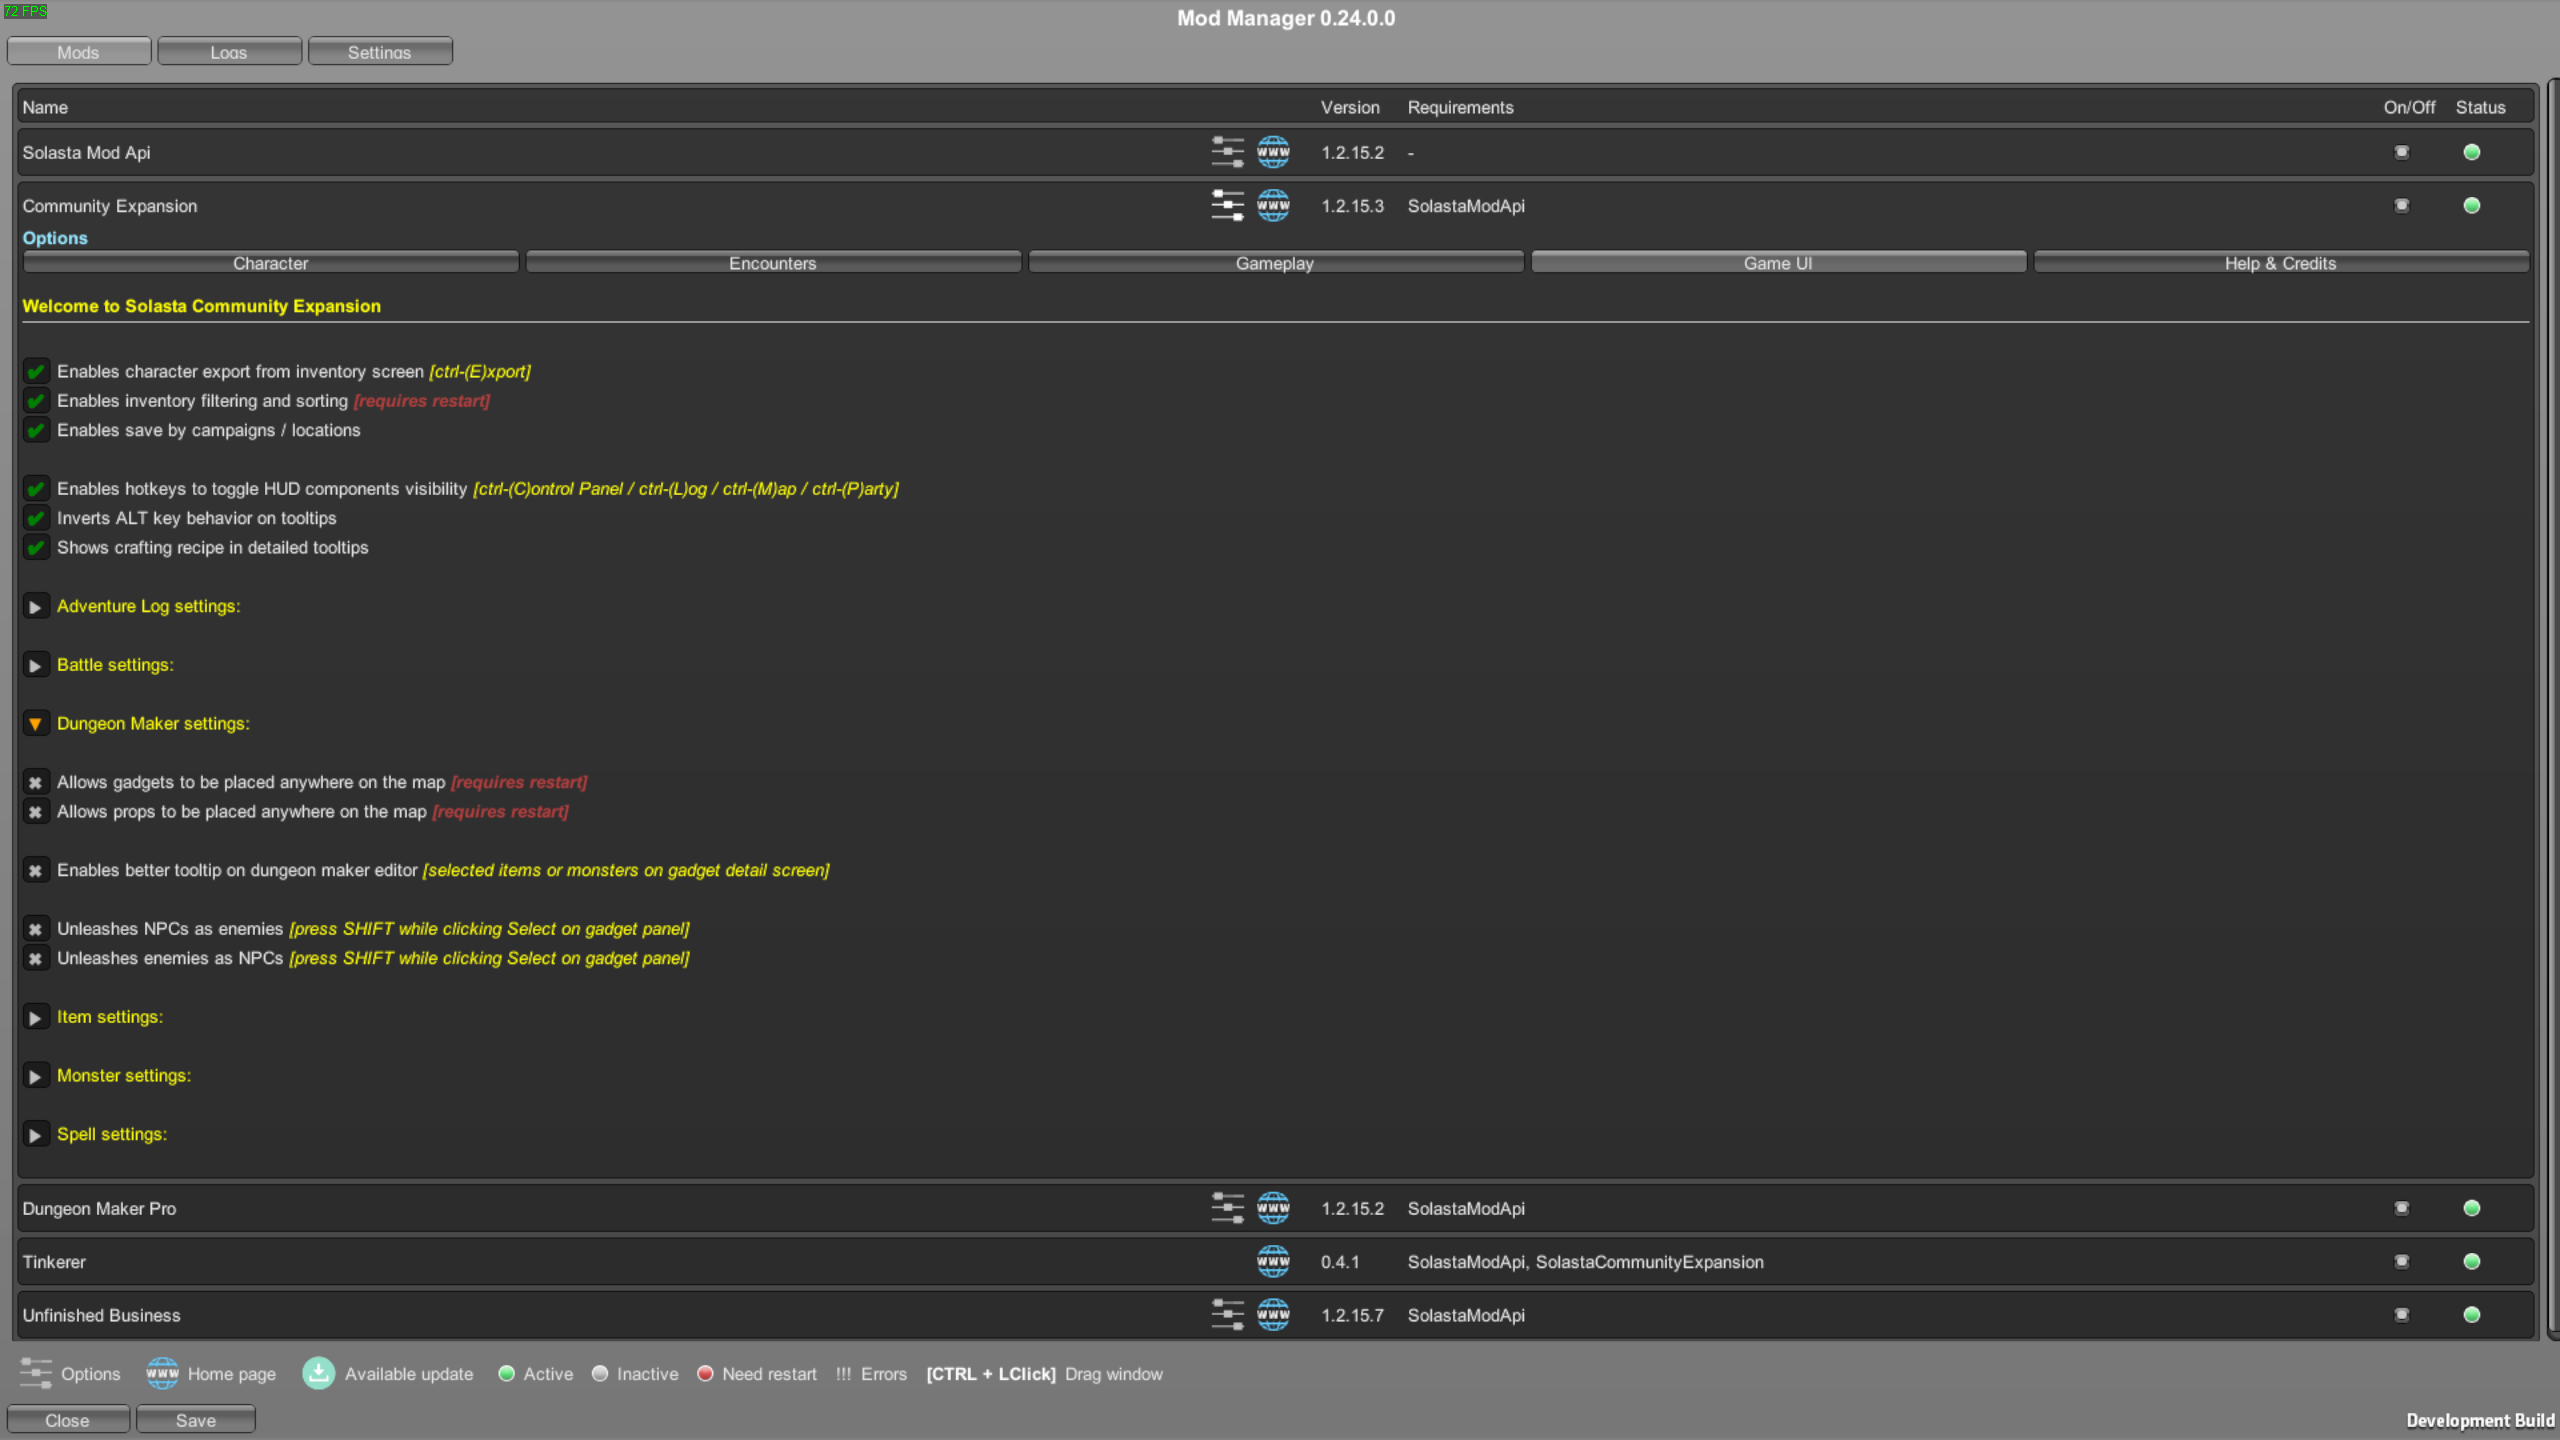 72 FPS
Mod Manager 0.24.0.0
Mods Logs Settings
Name Version Requirements On/Off Status
Solasta Mod Api www 1.2.15.2 -
Community Expansion www 1.2.15.3 SolastaModApi
Options
Character Encounters Gameplay Game UI Help & Credits
Welcome to Solasta Community Expansion
Enables character export from inventory screen [ctrl-(E)xport]
Enables inventory filtering and sorting [requires restart]
Enables save by campaigns / locations
Enables hotkeys to toggle HUD components visibility [ctrl-(C)ontrol Panel / ctrl-(L)og / ctrl-(M)ap / ctrl-(P)arty]
Inverts ALT key behavior on tooltips
Shows crafting recipe in detailed tooltips
Adventure Log settings:
Battle settings:
Dungeon Maker settings:
Allows gadgets to be placed anywhere on the map [requires restart]
Allows props to be placed anywhere on the map [requires restart]
Enables better tooltip on dungeon maker editor [selected items or monsters on gadget detail screen]
Unleashes NPCs as enemies [press SHIFT while clicking Select on gadget panel]
Unleashes enemies as NPCs [press SHIFT while clicking Select on gadget panel]
Item settings:
Monster settings:
Spell settings:
Dungeon Maker Pro www 1.2.15.2 SolastaModApi
Tinkerer www 0.4.1 SolastaModApi, SolastaCommunityExpansion
Unfinished Business www 1.2.15.7 SolastaModApi
Options www Home page Available update Active Inactive Need restart !!! Errors [CTRL + LClick] Drag window
Close Save
Development Build